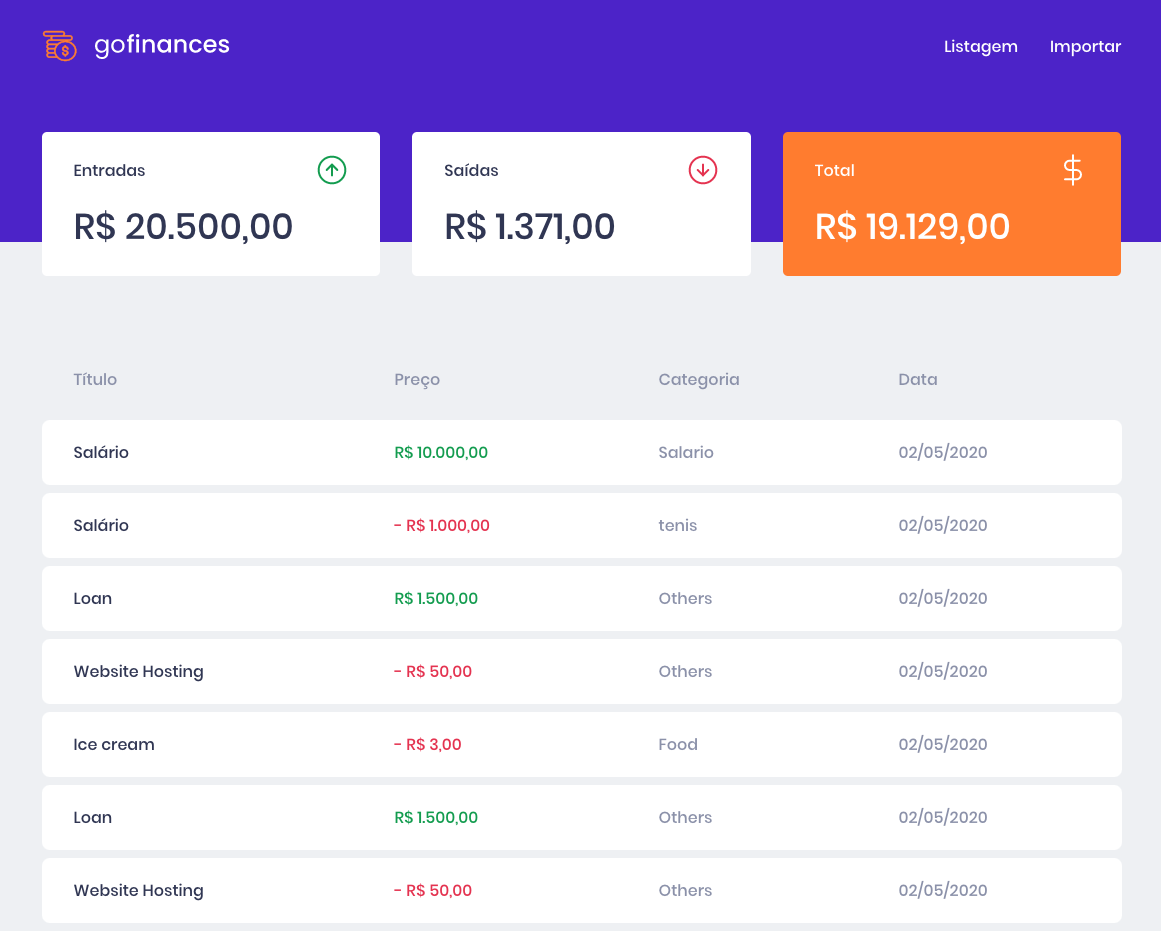 gofinances Listagem Importar
Entradas Saídas Total
R$ 20.500,00 R$ 1.371,00 R$ 19.129,00
Título Preço Categoria Data
Salário R$ 10.000,00 Salario 02/05/2020
Salário - R$ 1.000,00 tenis 02/05/2020
Loan R$ 1.500,00 Others 02/05/2020
Website Hosting - R$ 50,00 Others 02/05/2020
Ice cream - R$ 3,00 Food 02/05/2020
Loan R$ 1.500,00 Others 02/05/2020
Website Hosting - R$ 50,00 Others 02/05/2020